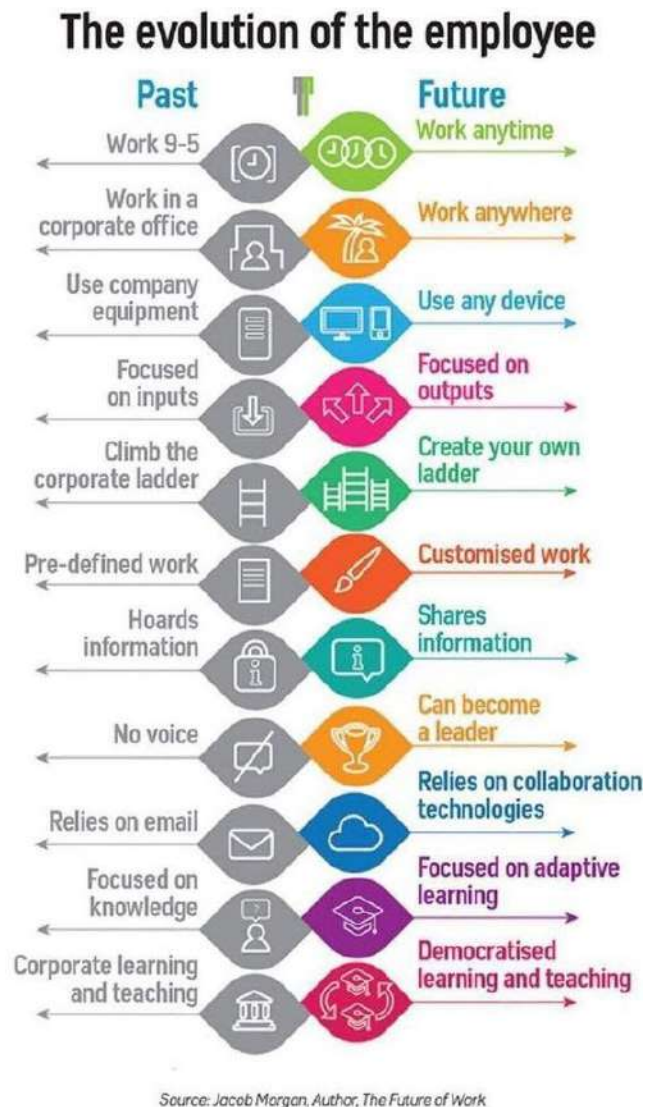 The evolution of the employee
Past
Future
Work 9-5
Work anytime
Work in a
corporate office
Work anywhere
Use company
equipment
Use any device
Focused
on inputs
Focused on
outputs
Climb the
corporate ladder
Create your own
ladder
Pre-defined work
Customised work
Hoards
information
Shares
information
No voice
Can become
a leader
Relies on email
Relies on collaboration
technologies
Focused on
knowledge
Focused on adaptive
learning
Corporate learning
and teaching
Democratised
learning and teaching
Source: Jacob Morgan, Author, The Future of Work